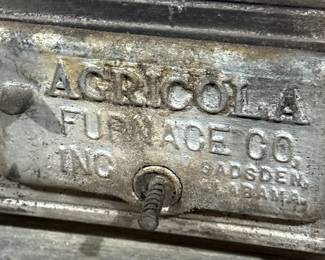 AGRICOLA
FURNACE CO.
INC GADSDEN,
ALABAMA,